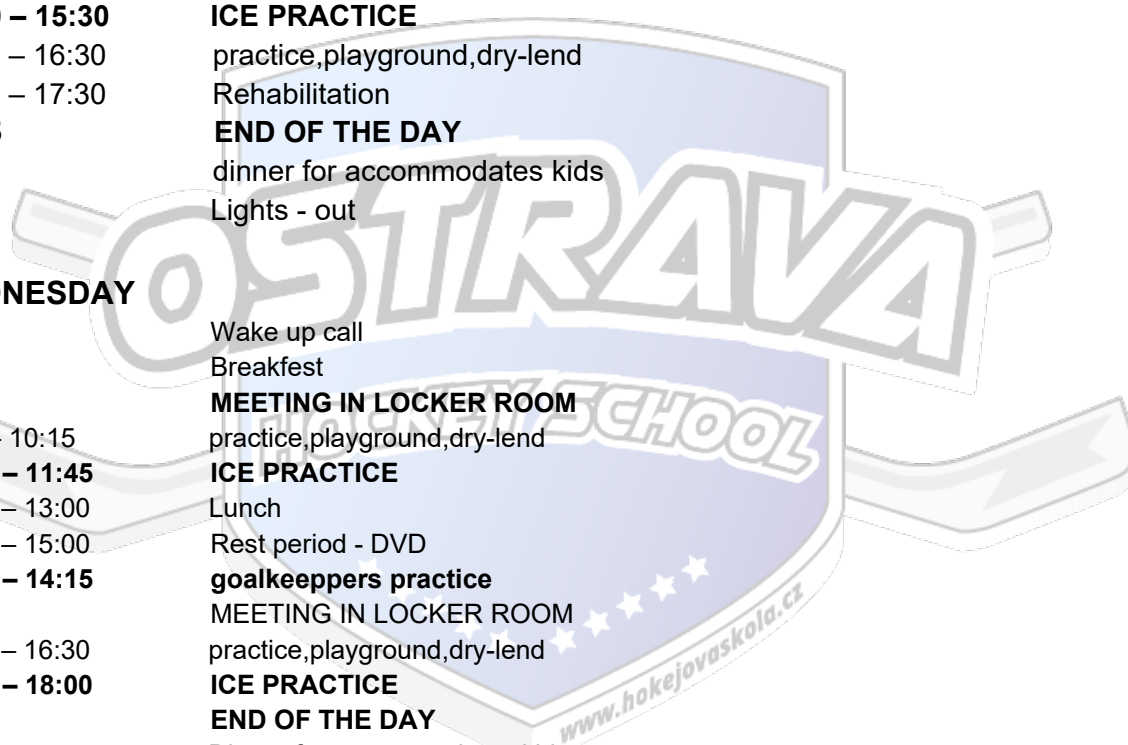 – 15:30 ICE PRACTICE
– 16:30 practice,playground,dry-lend
– 17:30 Rehabilitation
END OF THE DAY
dinner for accommodates kids
Lights - out
NESDAY
Wake up call
Breakfest
MEETING IN LOCKER ROOM
10:15 practice,playground,dry-lend
– 11:45 ICE PRACTICE
– 13:00 Lunch
– 15:00 Rest period - DVD
– 14:15 goalkeeppers practice
MEETING IN LOCKER ROOM
– 16:30 practice,playground,dry-lend
– 18:00 ICE PRACTICE
END OF THE DAY
OSTRAVA
HOCKEY SCHOOL
www.hokejovaskola.cz